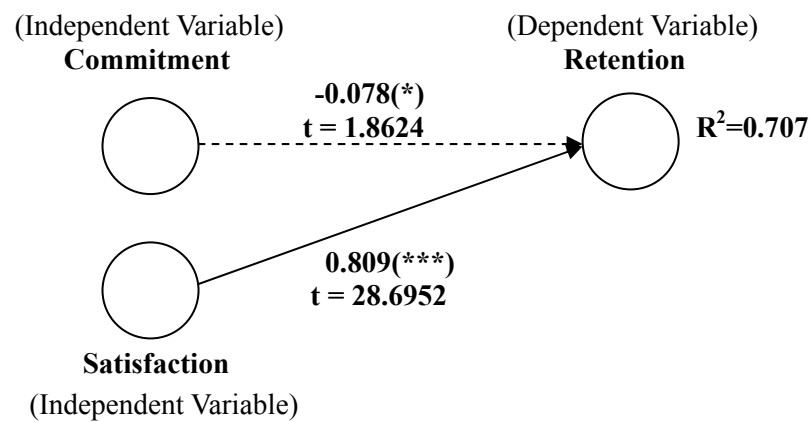 (Independent Variable)
Commitment
(Dependent Variable)
Retention
-0.078(*)
t = 1.8624
R²=0.707
0.809(***)
t = 28.6952
Satisfaction
(Independent Variable)